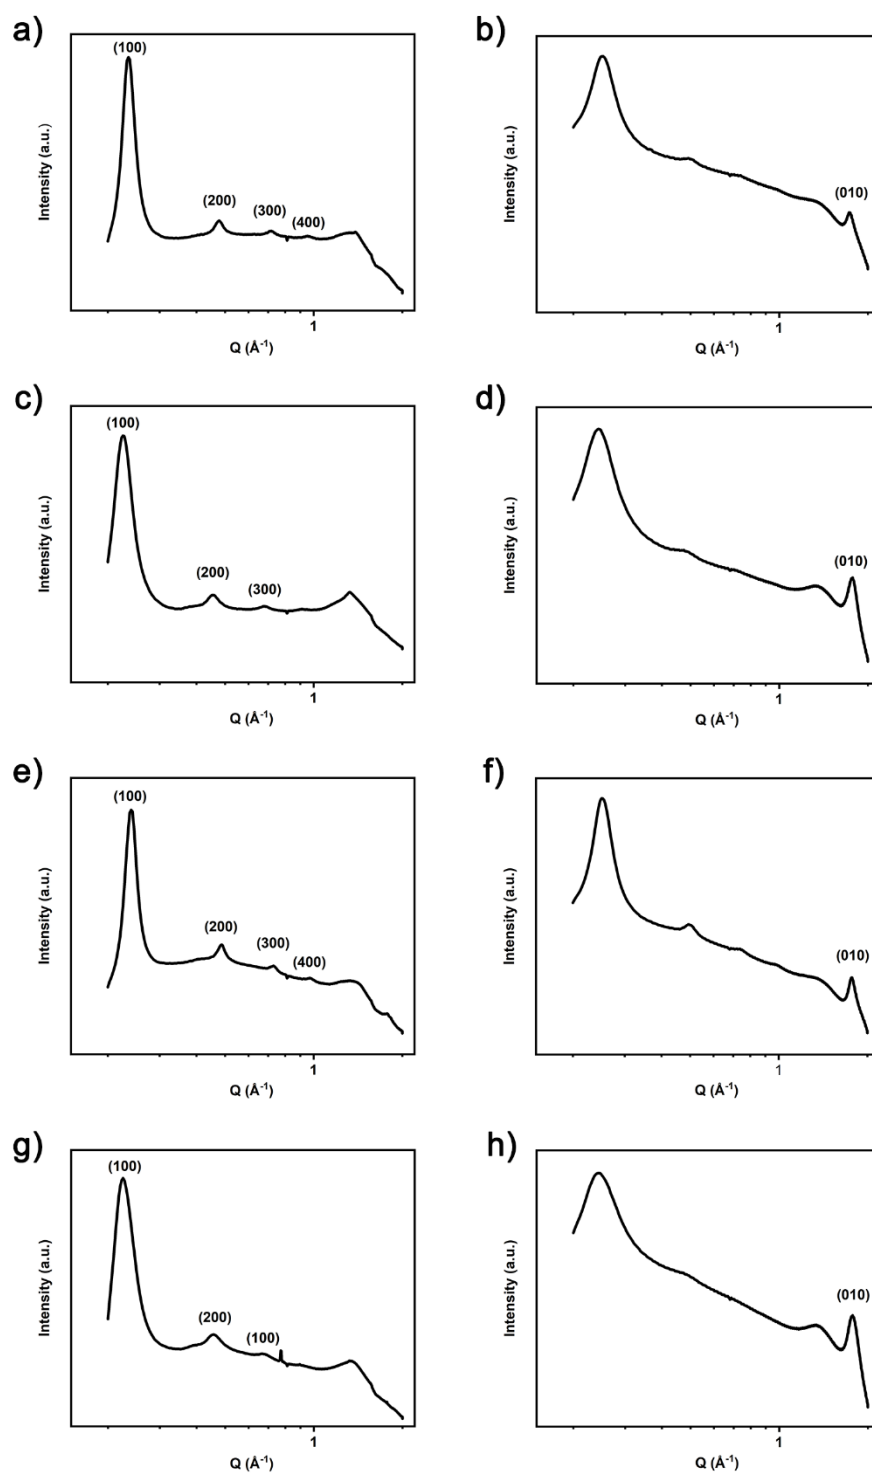 a)
(100)
(200)
(300)
(400)
Intensity (a.u.)
1
Q (Å⁻¹)
b)
(010)
Intensity (a.u.)
1
Q (Å⁻¹)
c)
(100)
(200)
(300)
Intensity (a.u.)
1
Q (Å⁻¹)
d)
(010)
Intensity (a.u.)
1
Q (Å⁻¹)
e)
(100)
(200)
(300)
(400)
Intensity (a.u.)
1
Q (Å⁻¹)
f)
(010)
Intensity (a.u.)
1
Q (Å⁻¹)
g)
(100)
(200)
(100)
Intensity (a.u.)
1
Q (Å⁻¹)
h)
(010)
Intensity (a.u.)
1
Q (Å⁻¹)